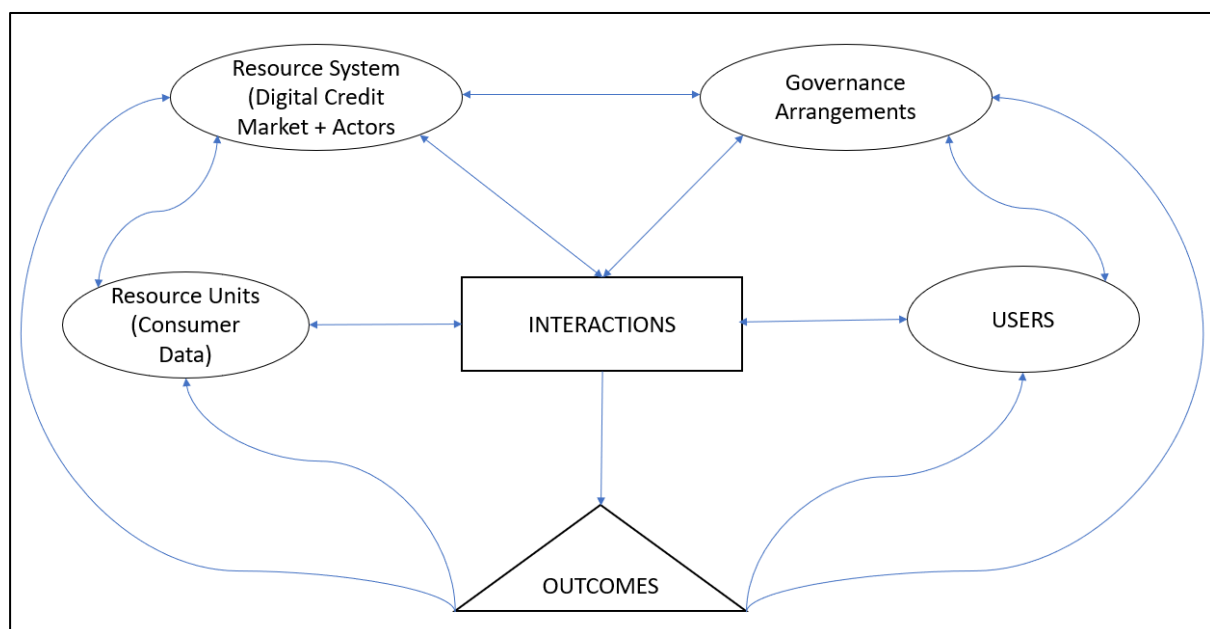 Resource System
(Digital Credit
Market + Actors
Governance
Arrangements
Resource Units
(Consumer
Data)
INTERACTIONS
USERS
OUTCOMES